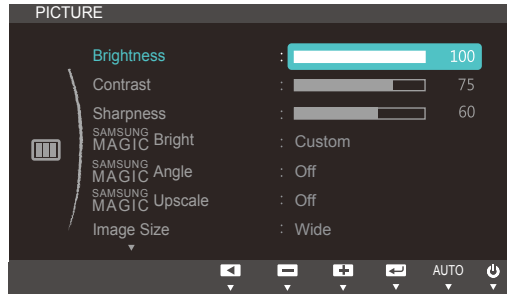 PICTURE
Brightness : 100
Contrast : 75
Sharpness : 60
SAMSUNG MAGIC Bright : Custom
SAMSUNG MAGIC Angle : Off
SAMSUNG MAGIC Upscale : Off
Image Size : Wide
AUTO